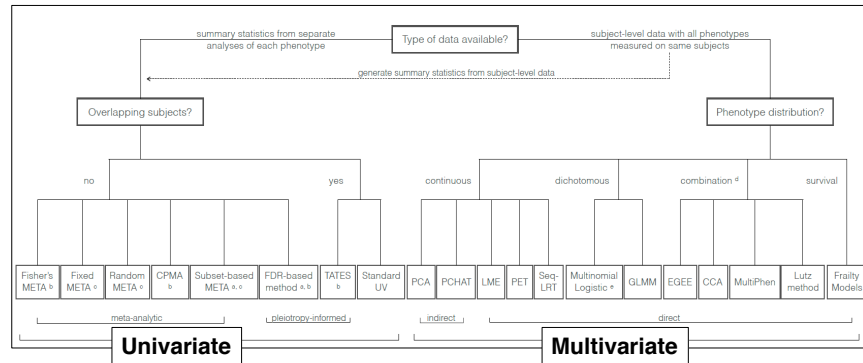 summary statistics from separate
analyses of each phenotype
Type of data available?
subject-level data with all phenotypes
measured on same subjects
generate summary statistics from subject-level data
Overlapping subjects?
Phenotype distribution?
no
yes
continuous
dichotomous
combination d
survival
Fisher's
META b
Fixed
META c
Random
META c
CPMA
b
Subset-based
META a, c
FDR-based
method a, b
TATES
b
Standard
UV
PCA
PCHAT
LME
PET
Seq-
LRT
Multinomial
Logistic e
GLMM
EGEE
CCA
MultiPhen
Lutz
method
Frailty
Models
meta-analytic
pleiotropy-informed
indirect
direct
Univariate
Multivariate